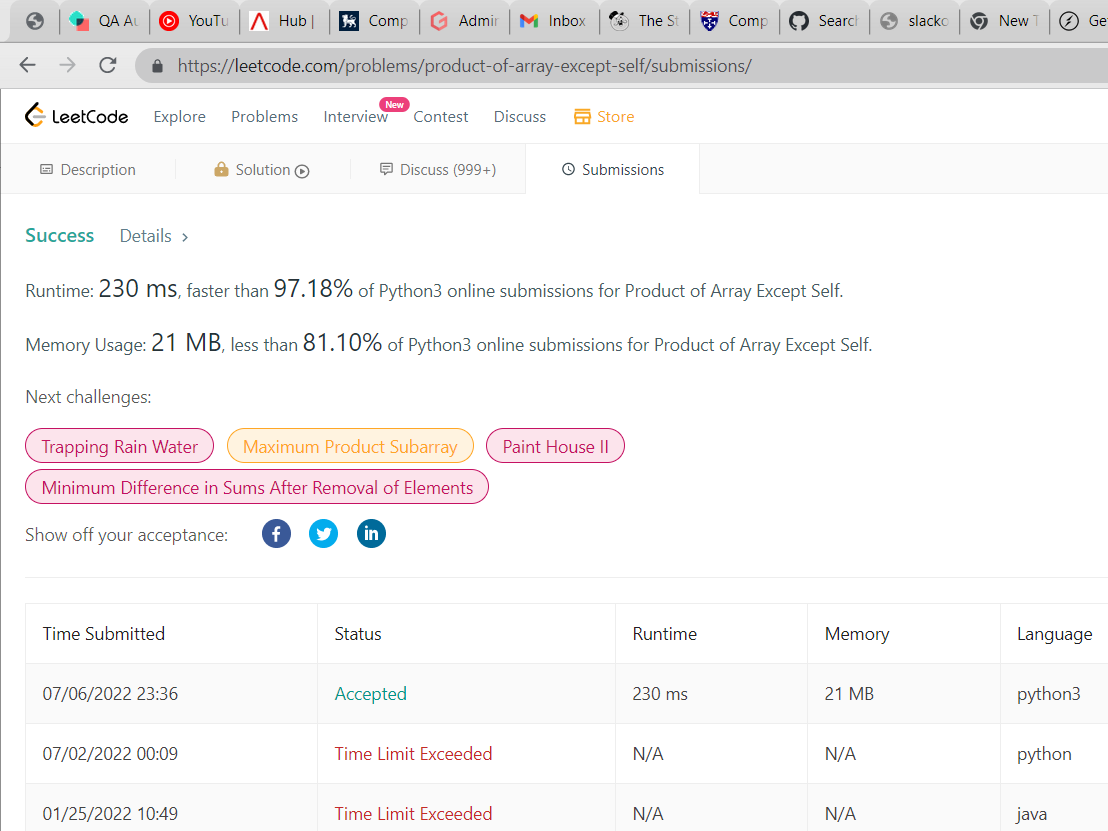 QA Au YouTu Hub | Comp Admin Inbox The St Comp Search slacko New T Ge
https://leetcode.com/problems/product-of-array-except-self/submissions/
LeetCode Explore Problems Interview New Contest Discuss Store
Description Solution Discuss (999+) Submissions
Success Details >
Runtime: 230 ms, faster than 97.18% of Python3 online submissions for Product of Array Except Self.
Memory Usage: 21 MB, less than 81.10% of Python3 online submissions for Product of Array Except Self.
Next challenges:
Trapping Rain Water Maximum Product Subarray Paint House II
Minimum Difference in Sums After Removal of Elements
Show off your acceptance:
Time Submitted Status Runtime Memory Language
07/06/2022 23:36 Accepted 230 ms 21 MB python3
07/02/2022 00:09 Time Limit Exceeded N/A N/A python
01/25/2022 10:49 Time Limit Exceeded N/A N/A java